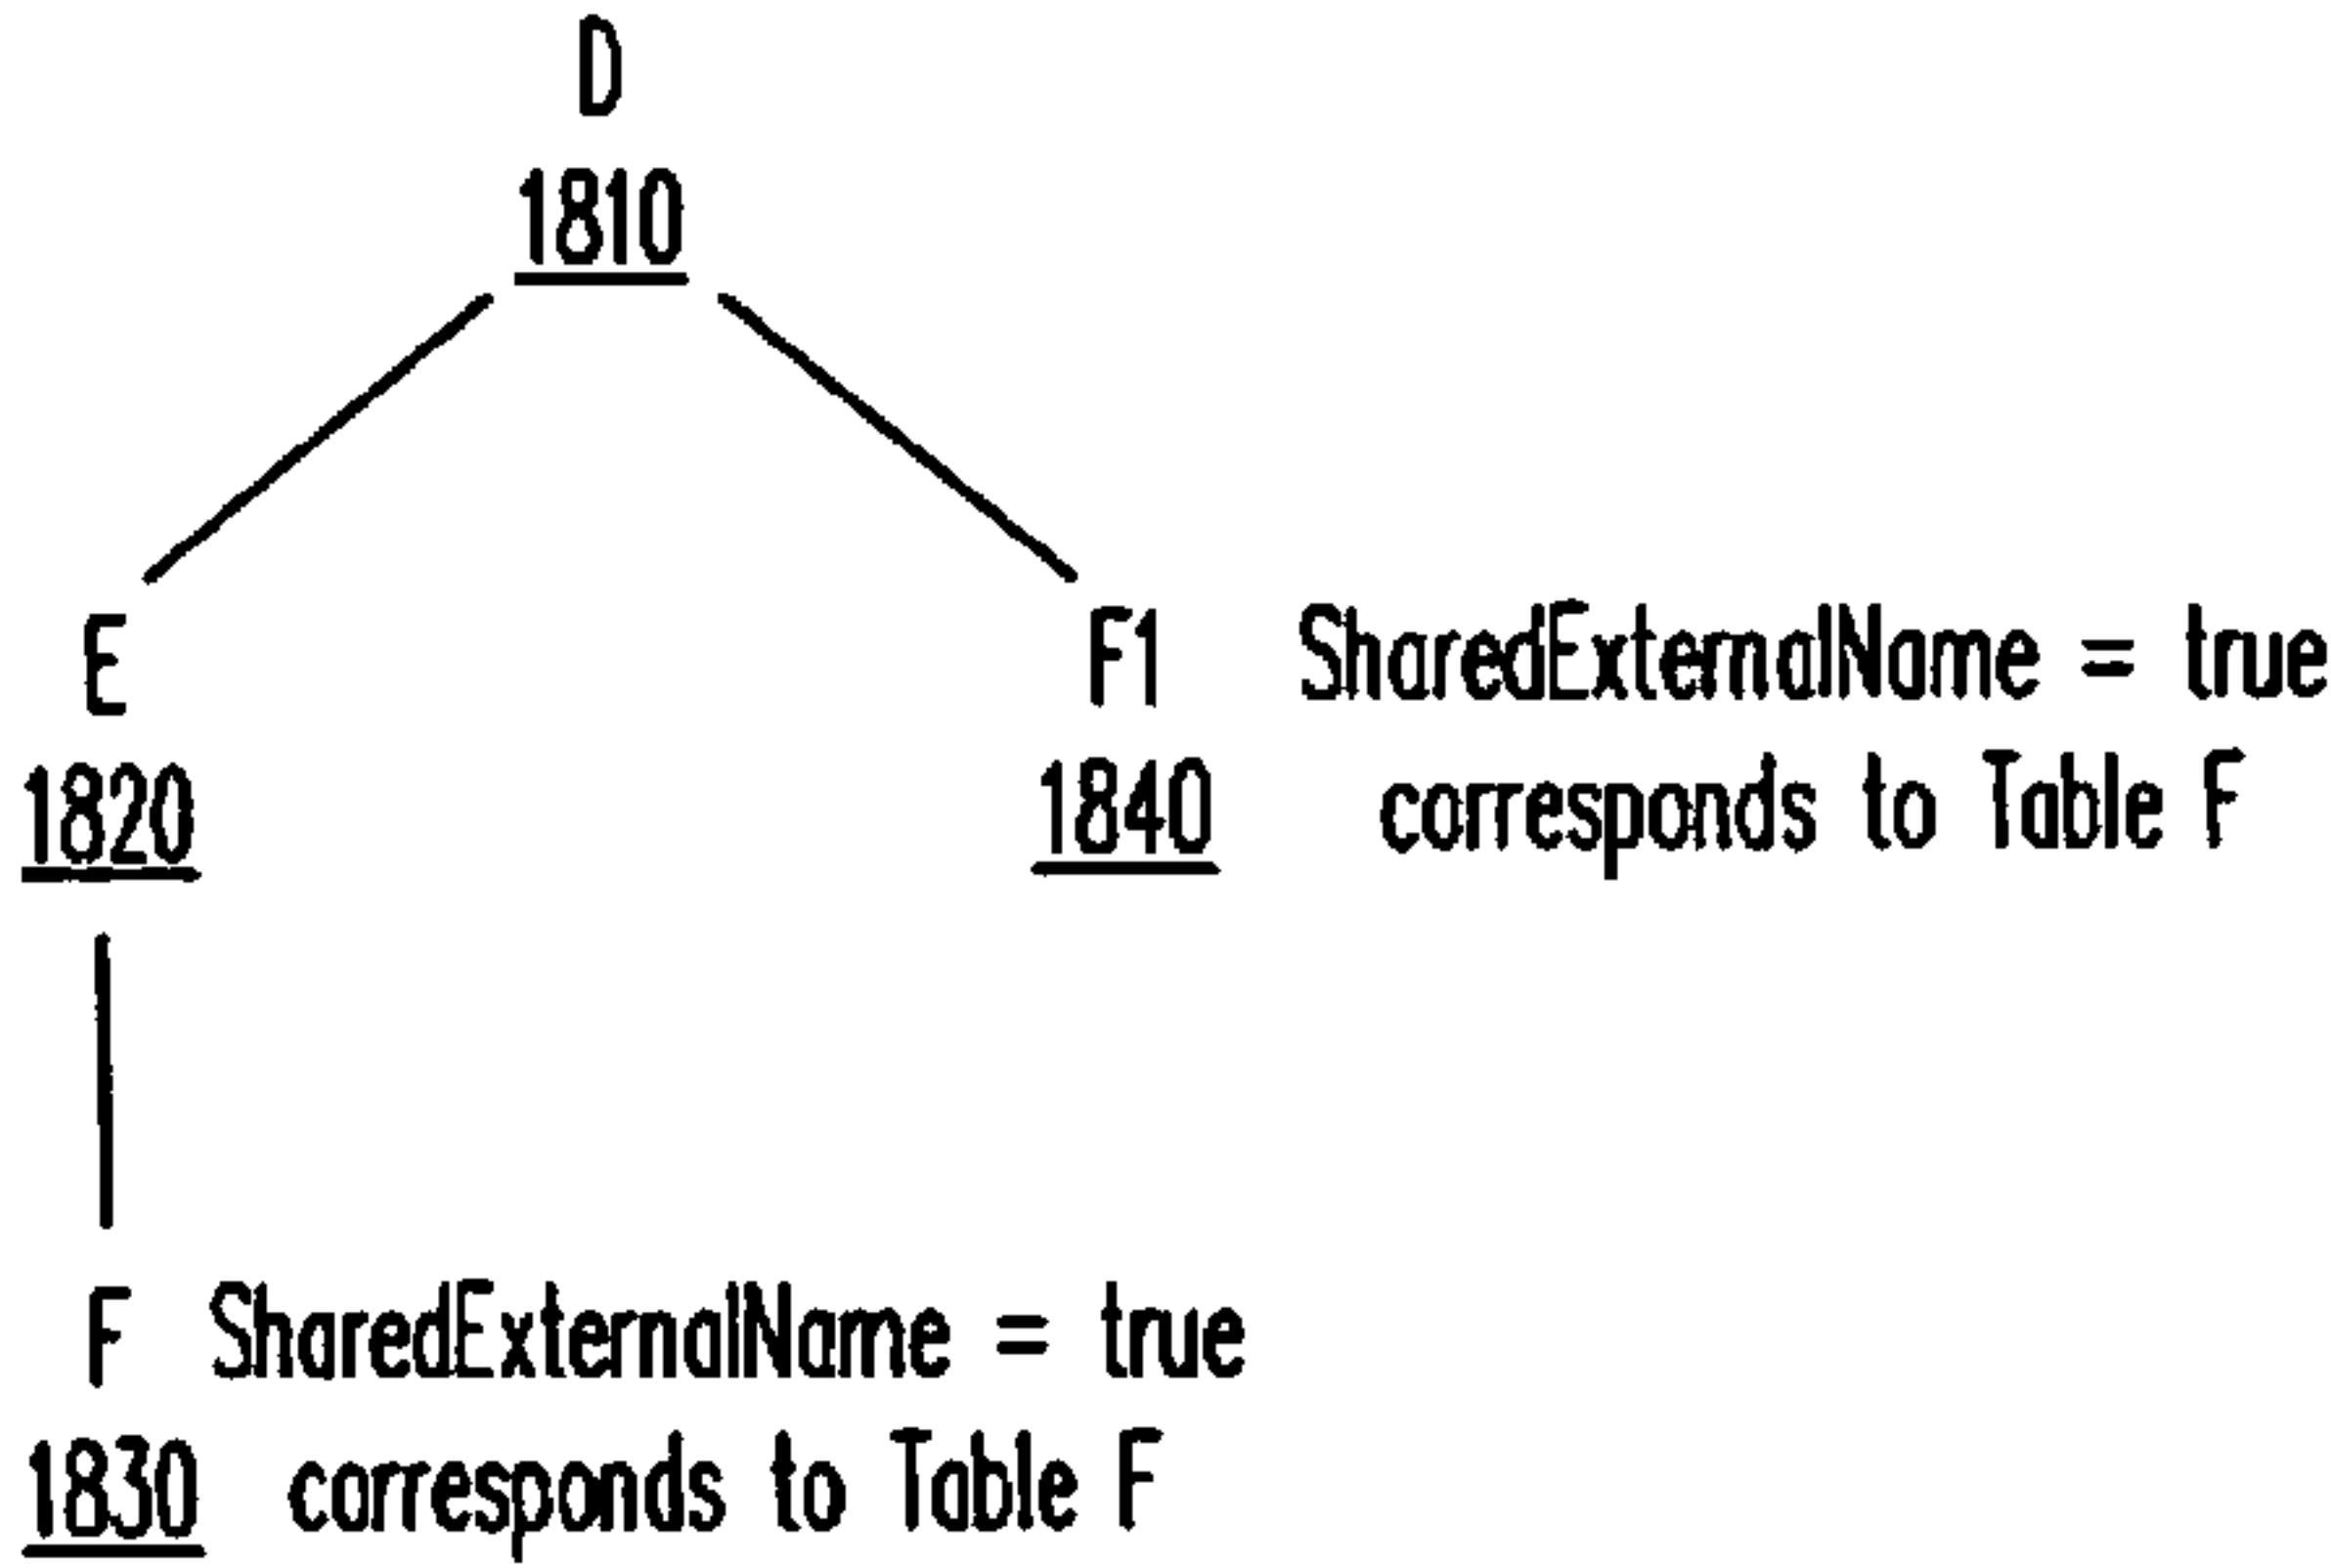 D
1810
E
1820
F1 SharedExternalName = true
1840 corresponds to Table F
F SharedExternalName = true
1830 corresponds to Table F